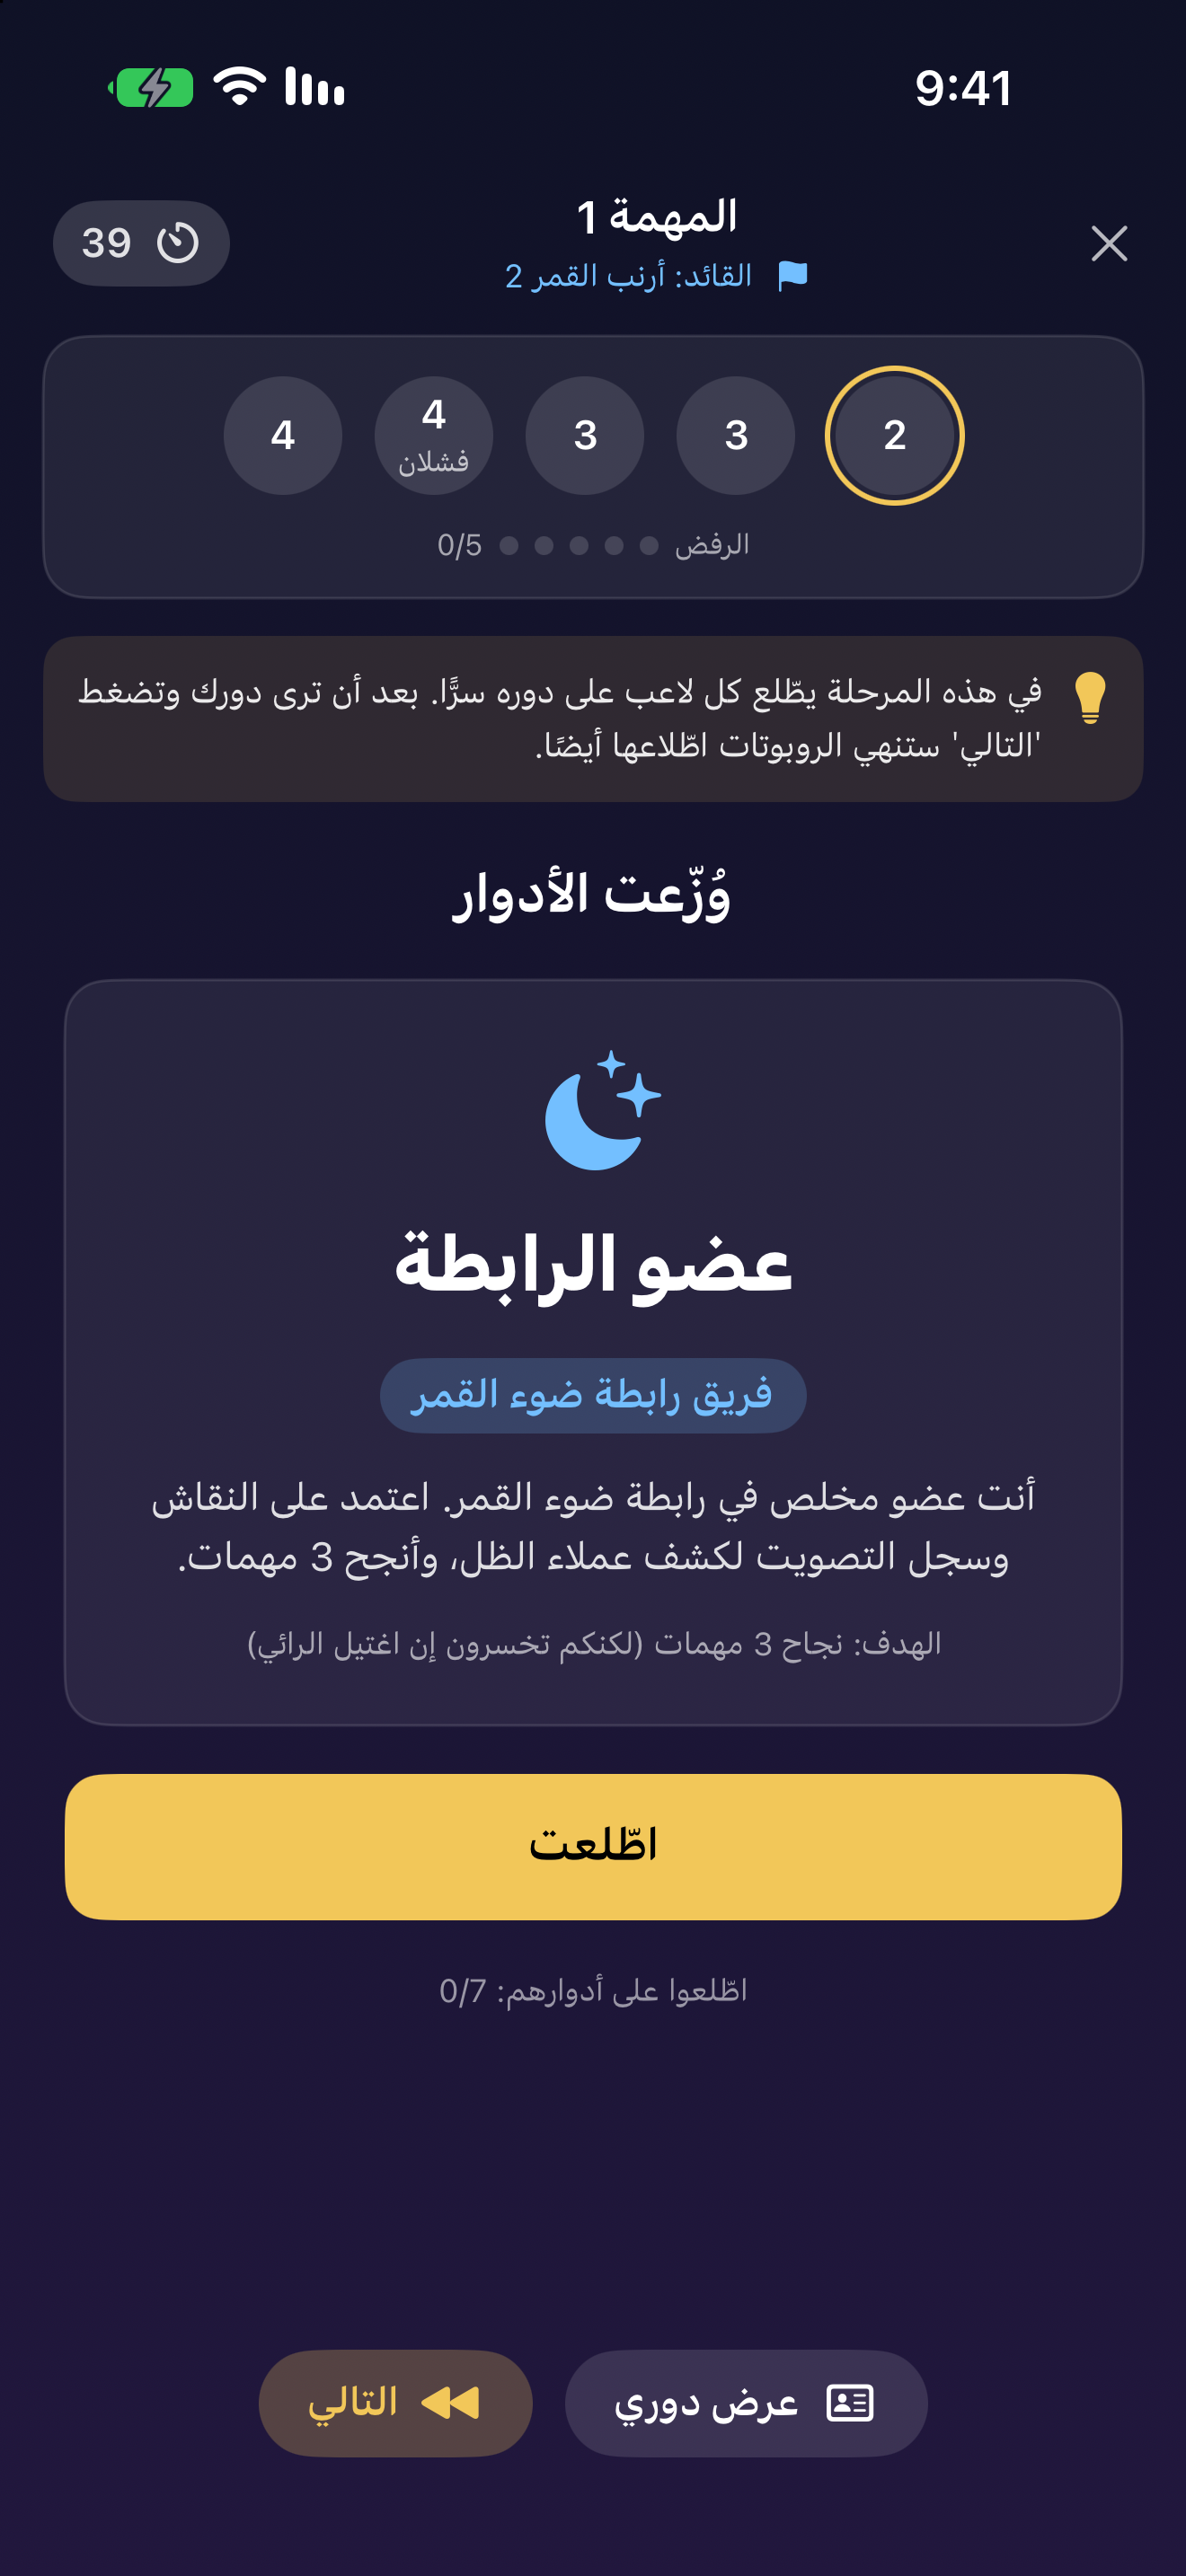 9:41
المهمة 1
القائد: أرنب القمر 2
39
2
3
3
4
فشلان
4
الرفض 0/5
في هذه المرحلة يطّلع كل لاعب على دوره سرًّا. بعد أن ترى دورك وتضغط
'التالي' ستنهي الروبوتات اطّلاعها أيضًا.
وُزّعت الأدوار
عضو الرابطة
فريق رابطة ضوء القمر
أنت عضو مخلص في رابطة ضوء القمر. اعتمد على النقاش
وسجل التصويت لكشف عملاء الظل، وأنجح 3 مهمات.
الهدف: نجاح 3 مهمات (لكنكم تخسرون إن اغتيل الرائي)
اطّلعت
اطّلعوا على أدوارهم: 0/7
عرض دوري
التالي